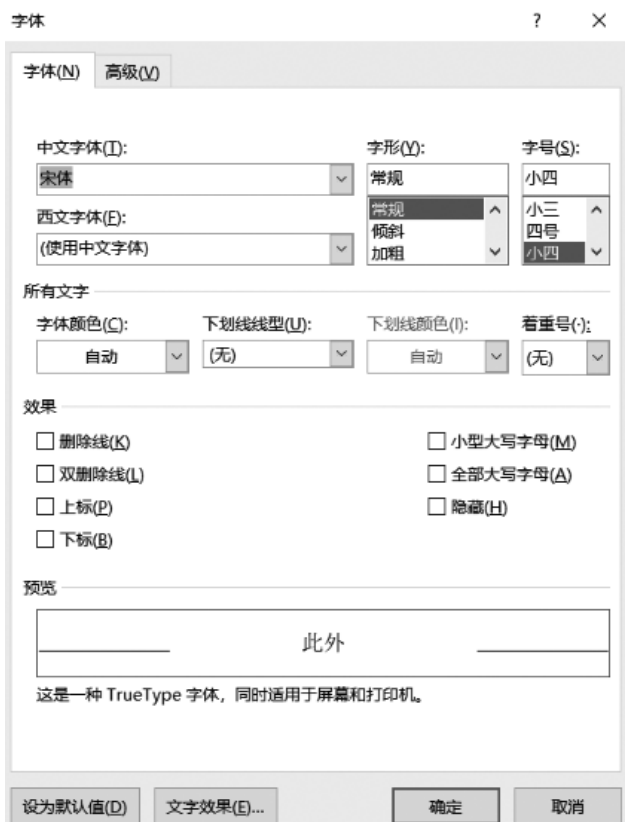 字体 ? ×
字体(N) 高级(V)
中文字体(T): 字形(Y): 字号(S):
宋体 常规 小四
西文字体(F): 常规 小三
(使用中文字体) 倾斜 四号
加粗 小四
所有文字
字体颜色(C): 下划线线型(U): 下划线颜色(I): 着重号(·):
自动 (无) 自动 (无)
效果
删除线(K) 小型大写字母(M)
双删除线(L) 全部大写字母(A)
上标(P) 隐藏(H)
下标(B)
预览
此外
这是一种 TrueType 字体，同时适用于屏幕和打印机。
设为默认值(D) 文字效果(E)... 确定 取消